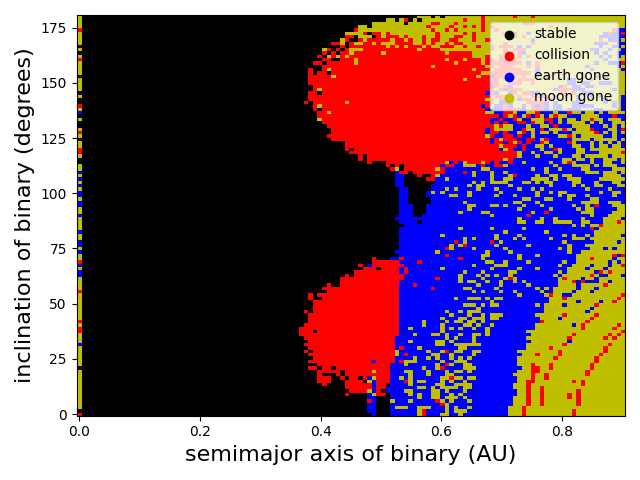 175
150
125
100
75
50
25
0
inclination of binary (degrees)
stable
collision
earth gone
moon gone
0.0 0.2 0.4 0.6 0.8
semimajor axis of binary (AU)